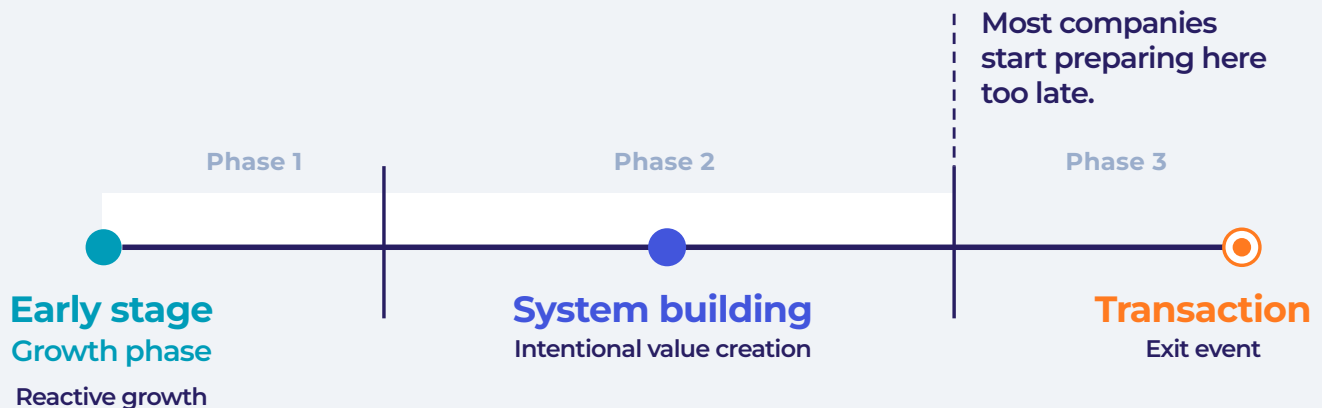 Most companies
start preparing here
too late.
Phase 1
Phase 2
Phase 3
Early stage
Growth phase
Reactive growth
System building
Intentional value creation
Transaction
Exit event